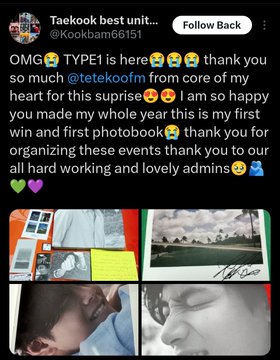 Taekook best unit...
@Kookbam66151
Follow Back
OMG😭 TYPE1 is here😭😭😭 thank you
so much @tetekoofm from core of my
heart for this suprise😍😍 I am so happy
you made my whole year this is my first
win and first photobook😭 thank you for
organizing these events thank you to our
all hard working and lovely admins🥹🫂
💚💜